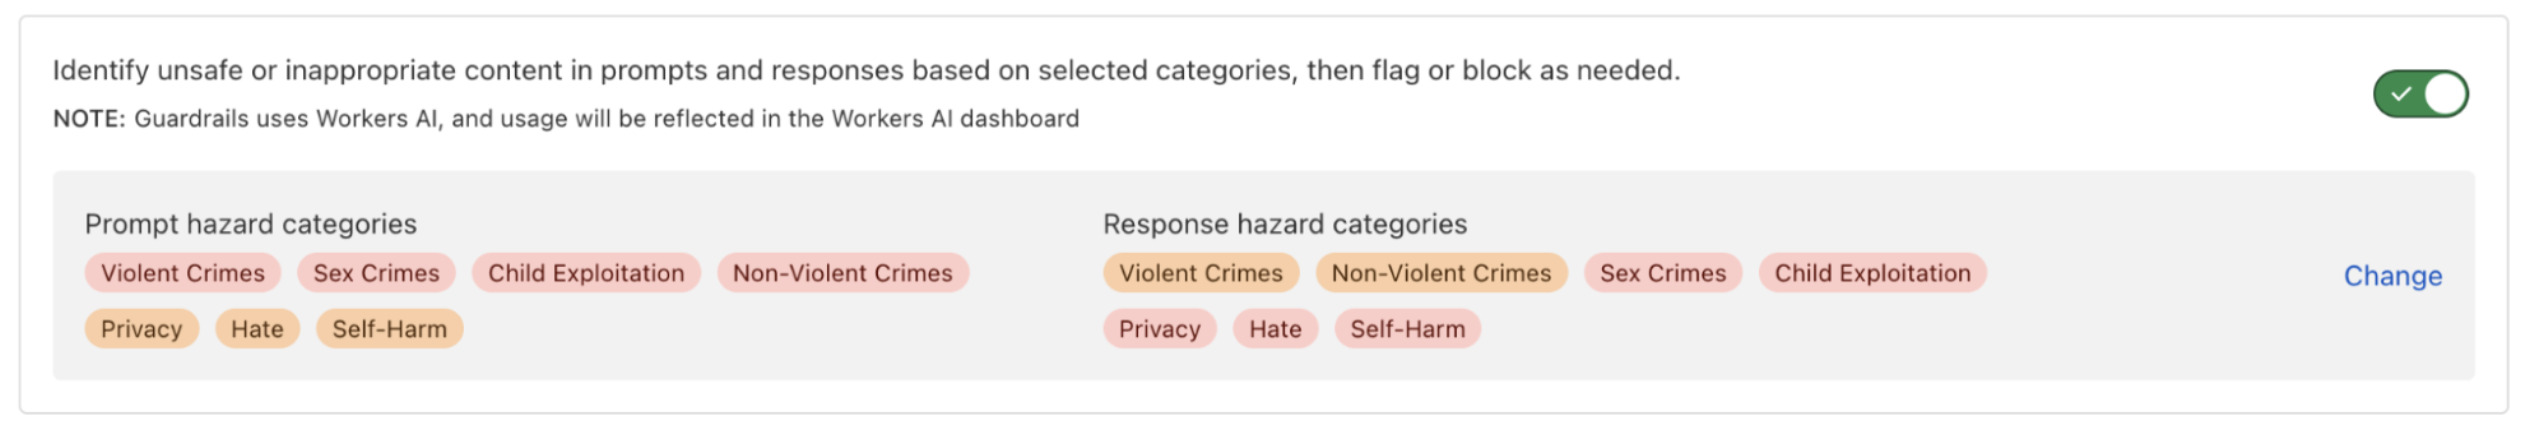 Identify unsafe or inappropriate content in prompts and responses based on selected categories, then flag or block as needed.
NOTE: Guardrails uses Workers AI, and usage will be reflected in the Workers AI dashboard
Prompt hazard categories
Violent Crimes Sex Crimes Child Exploitation Non-Violent Crimes
Privacy Hate Self-Harm
Response hazard categories
Violent Crimes Non-Violent Crimes Sex Crimes Child Exploitation
Privacy Hate Self-Harm
Change